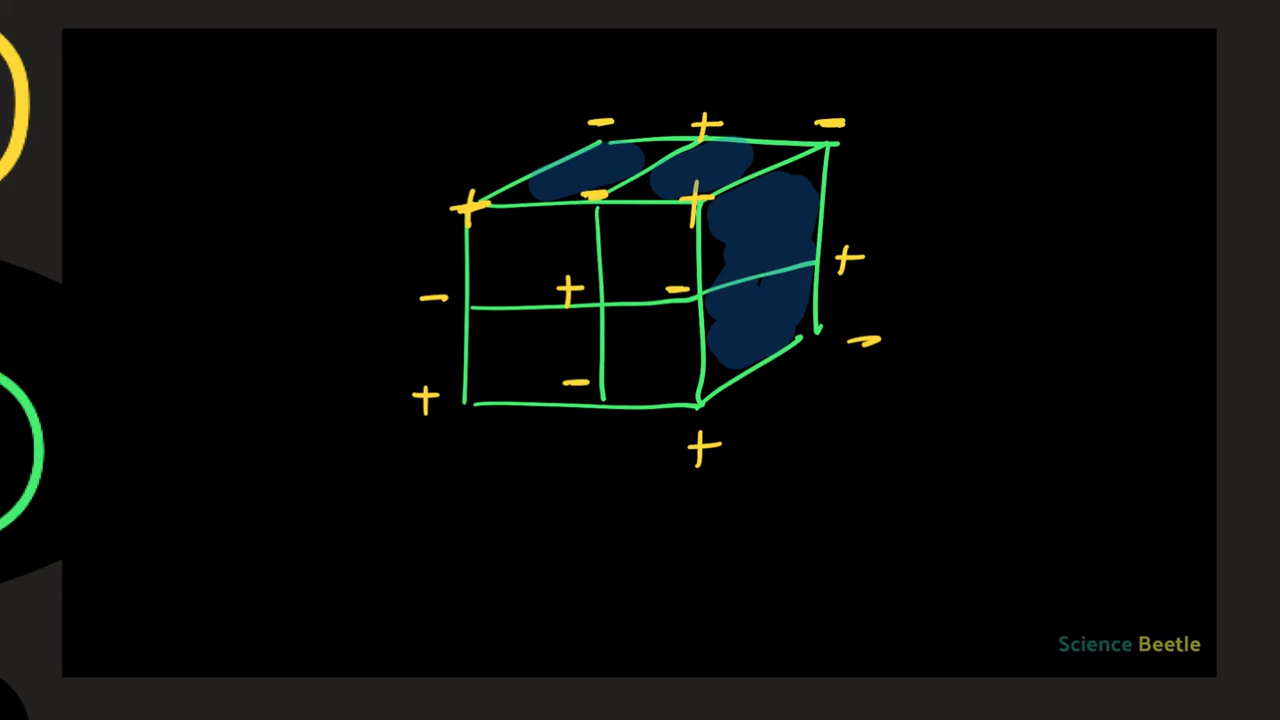 − + −
+ − +
− + − +
+ − −
+
Science Beetle